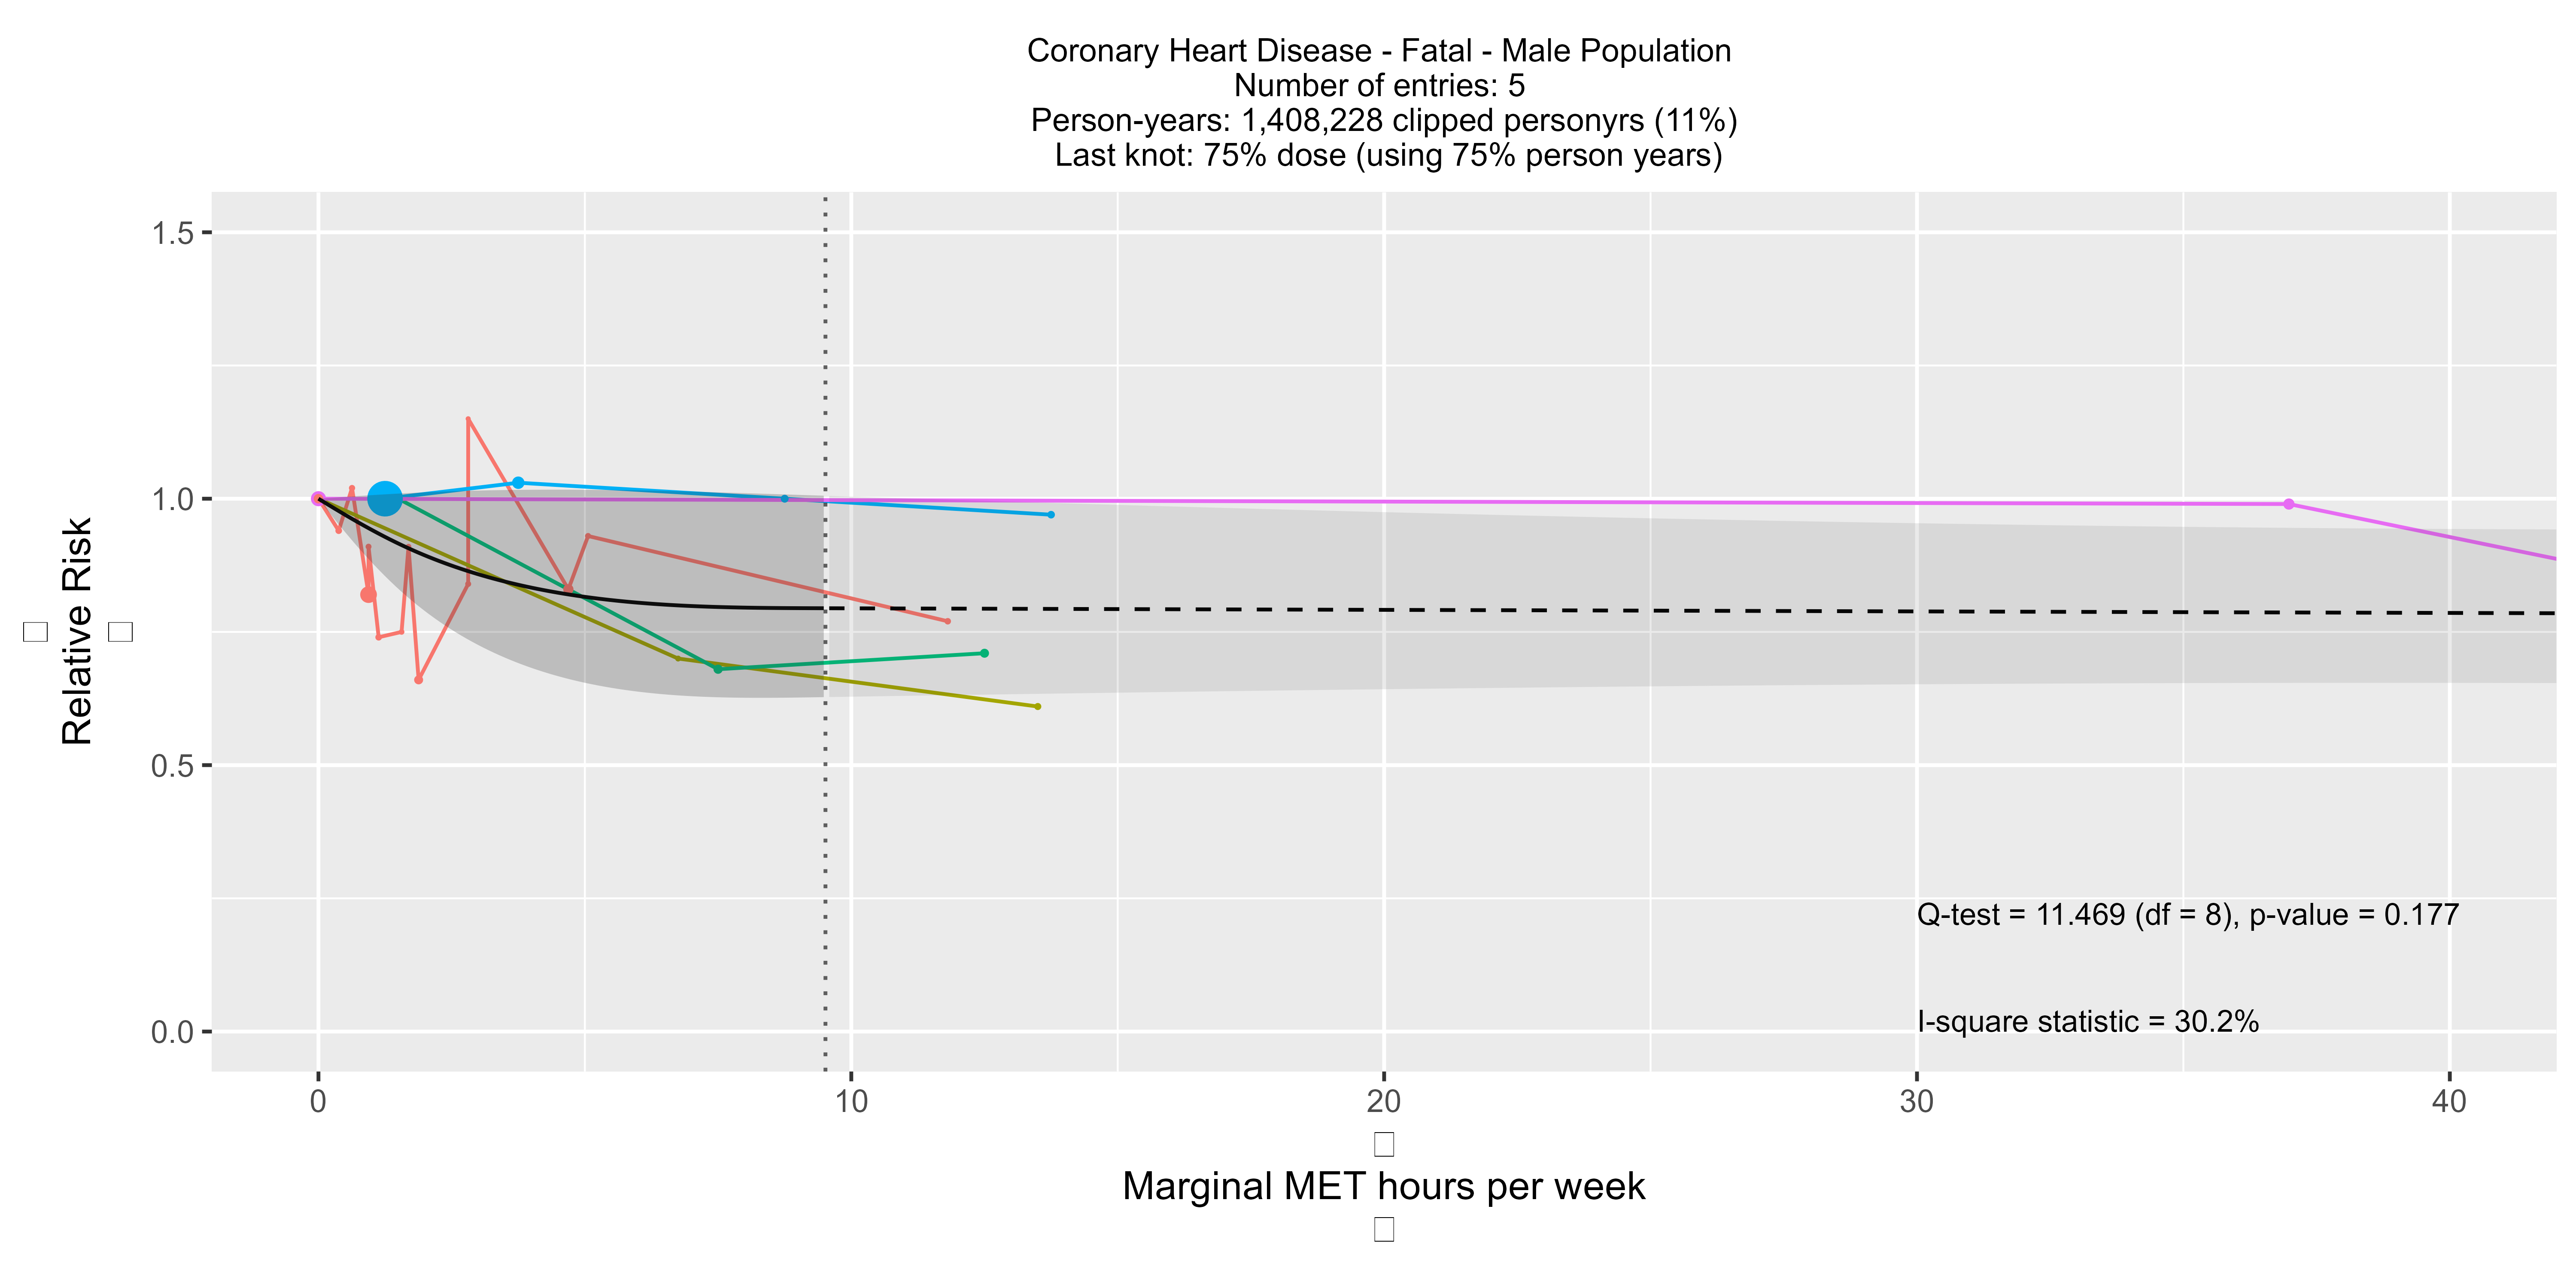 Coronary Heart Disease - Fatal - Male Population
Number of entries: 5
Person-years: 1,408,228 clipped personyrs (11%)
Last knot: 75% dose (using 75% person years)
1.5
1.0
0.5
0.0
Relative Risk
Q-test = 11.469 (df = 8), p-value = 0.177
I-square statistic = 30.2%
0
10
20
30
40
Marginal MET hours per week